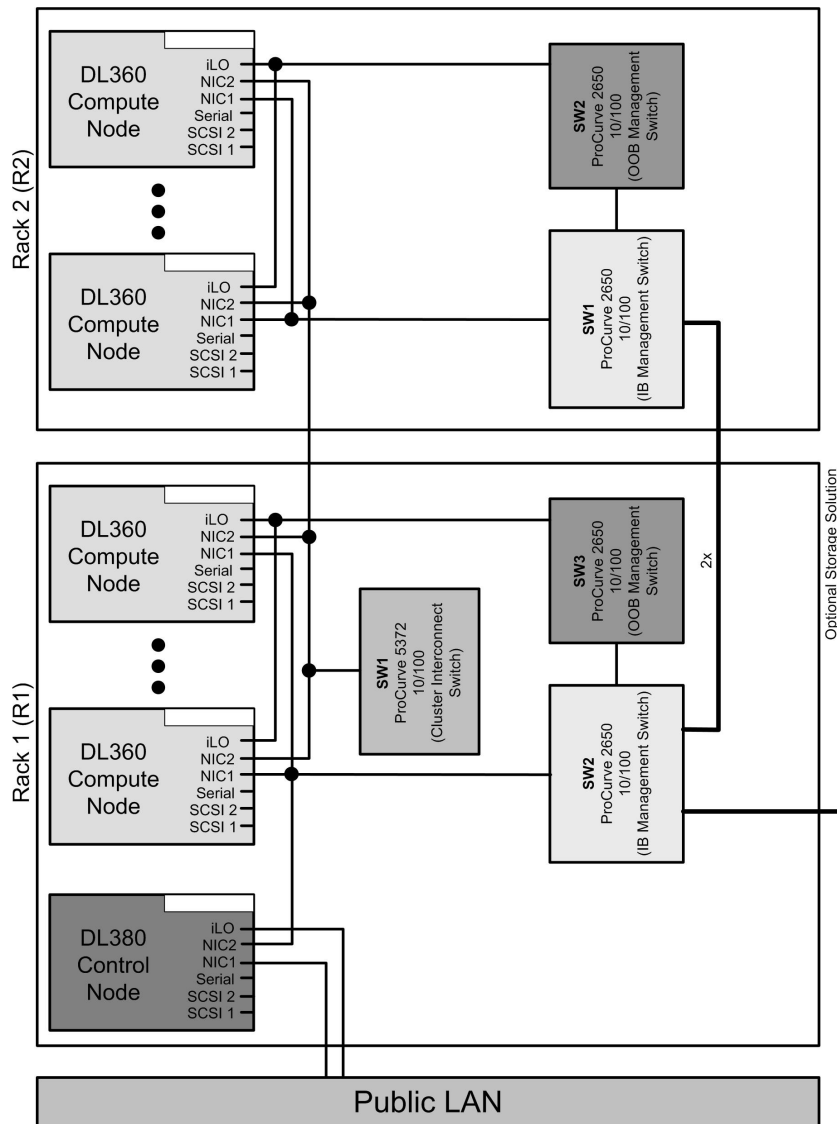 Rack 2 (R2)
DL360
Compute
Node
iLO
NIC2
NIC1
Serial
SCSI 2
SCSI 1
SW2
ProCurve 2650
10/100
(OOB Management
Switch)
DL360
Compute
Node
iLO
NIC2
NIC1
Serial
SCSI 2
SCSI 1
SW1
ProCurve 2650
10/100
(IB Management Switch)
Rack 1 (R1)
DL360
Compute
Node
iLO
NIC2
NIC1
Serial
SCSI 2
SCSI 1
SW3
ProCurve 2650
10/100
(OOB Management
Switch)
2x
Optional Storage Solution
SW1
ProCurve 5372
10/100
(Cluster Interconnect
Switch)
DL360
Compute
Node
iLO
NIC2
NIC1
Serial
SCSI 2
SCSI 1
SW2
ProCurve 2650
10/100
(IB Management Switch)
DL380
Control
Node
iLO
NIC2
NIC1
Serial
SCSI 2
SCSI 1
Public LAN